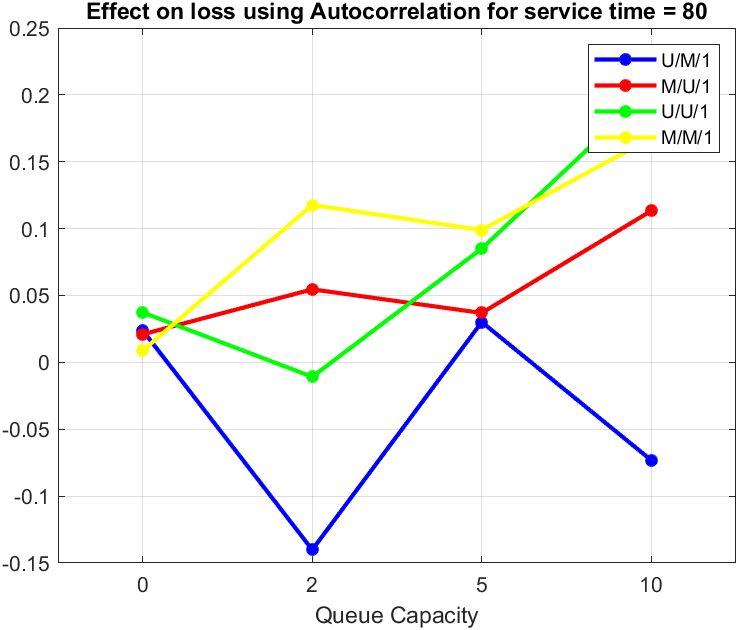 Effect on loss using Autocorrelation for service time = 80
0.25
0.2
0.15
0.1
0.05
0
-0.05
-0.1
-0.15
U/M/1
M/U/1
U/U/1
M/M/1
0 2 5 10
Queue Capacity